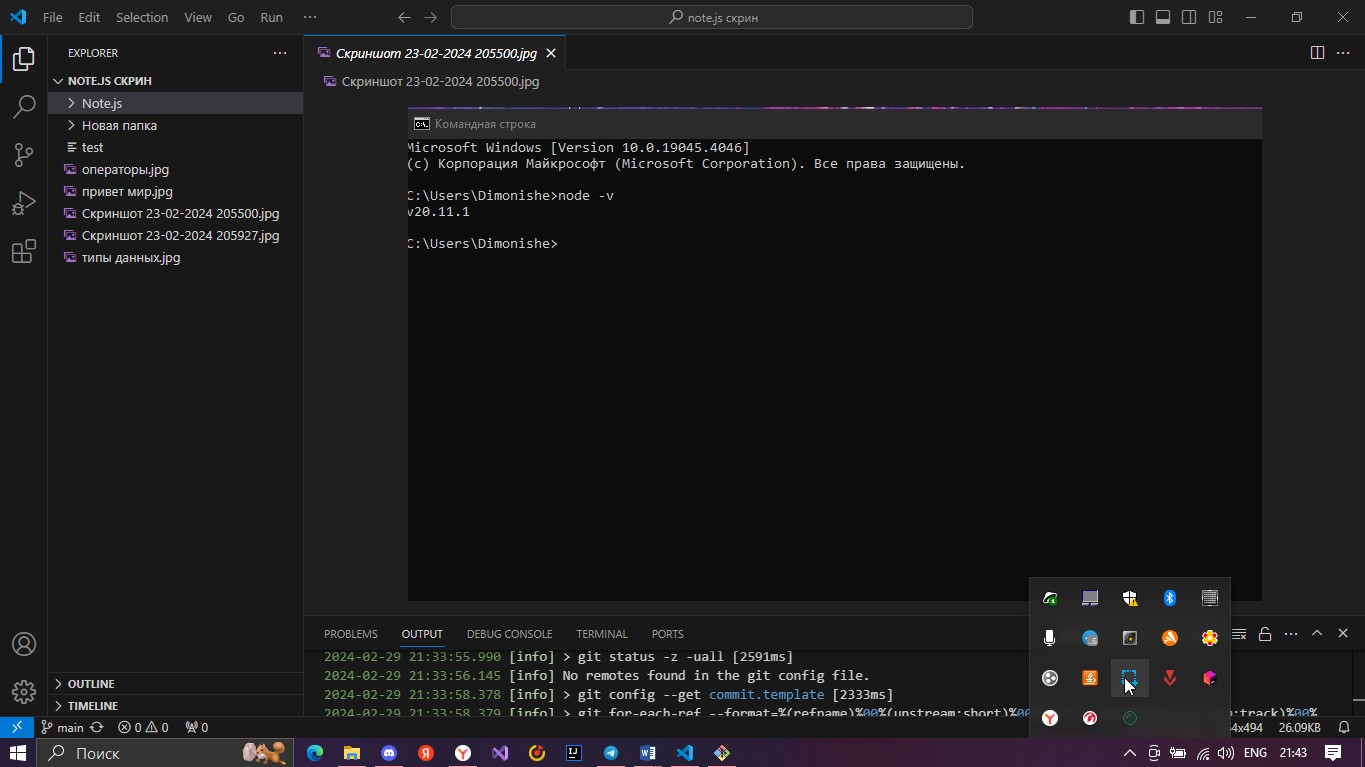 File Edit Selection View Go Run ···
note.js скрин
EXPLORER
NOTE.JS СКРИН
Note.js
Новая папка
test
операторы.jpg
привет мир.jpg
Скриншот 23-02-2024 205500.jpg
Скриншот 23-02-2024 205927.jpg
типы данных.jpg
OUTLINE
TIMELINE
Скриншот 23-02-2024 205500.jpg
Скриншот 23-02-2024 205500.jpg
Командная строка
Microsoft Windows [Version 10.0.19045.4046]
(c) Корпорация Майкрософт (Microsoft Corporation). Все права защищены.
C:\Users\Dimonishe>node -v
v20.11.1
C:\Users\Dimonishe>
PROBLEMS OUTPUT DEBUG CONSOLE TERMINAL PORTS
2024-02-29 21:33:55.990 [info] > git status -z -uall [2591ms]
2024-02-29 21:33:56.145 [info] No remotes found in the git config file.
2024-02-29 21:33:58.378 [info] > git config --get commit.template [2333ms]
2024-02-29 21:33:58.379 [info] > git for-each-ref --format=%(refname)%00%(upstream:short)%00 :track)%00%
main 0 0 0 4x494 26.09KB
Поиск
ENG 21:43